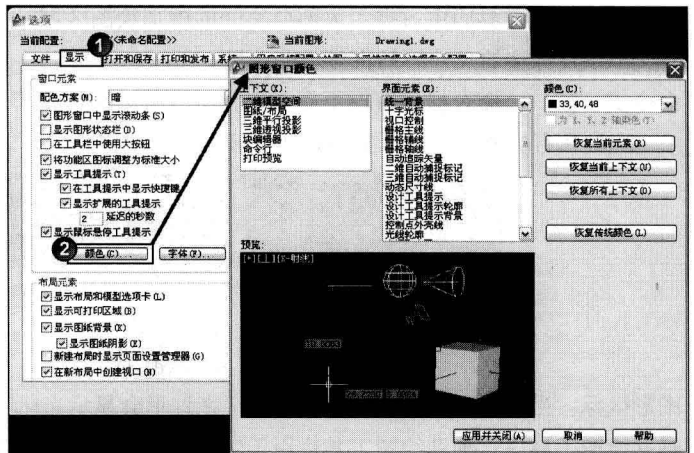 选项
当前配置: <<未命名配置>> 当前图形: Drawing1.dwg
1
文件 显示 打开和保存 打印和发布
窗口元素
配色方案(M): 暗
图形窗口中显示滚动条(S)
显示图形状态栏(D)
在工具栏中使用大按钮
将功能区图标调整为标准大小
显示工具提示(T)
在工具提示中显示快捷键
显示扩展的工具提示
2 延迟的秒数
显示鼠标悬停工具提示
2
颜色(C)... 字体(F)...
布局元素
显示布局和模型选项卡(L)
显示可打印区域(B)
显示图纸背景(K)
显示图纸阴影(E)
新建布局时显示页面设置管理器(G)
在新布局中创建视口(N)
图形窗口颜色
上下文(X):
二维模型空间
图纸/布局
三维平行投影
三维透视投影
块编辑器
命令行
打印预览
界面元素(E):
统一背景
十字光标
视口控制
栅格主线
栅格辅线
栅格轴线
自动追踪矢量
二维自动捕捉标记
三维自动捕捉标记
动态尺寸线
设计工具提示
设计工具提示轮廓
设计工具提示背景
控制点外壳线
光线轮廓
颜色(C):
33,40,48
为 X、Y、Z 轴染色(T)
恢复当前元素(R)
恢复当前上下文(U)
恢复所有上下文(O)
恢复传统颜色(L)
预览:
应用并关闭(A) 取消 帮助